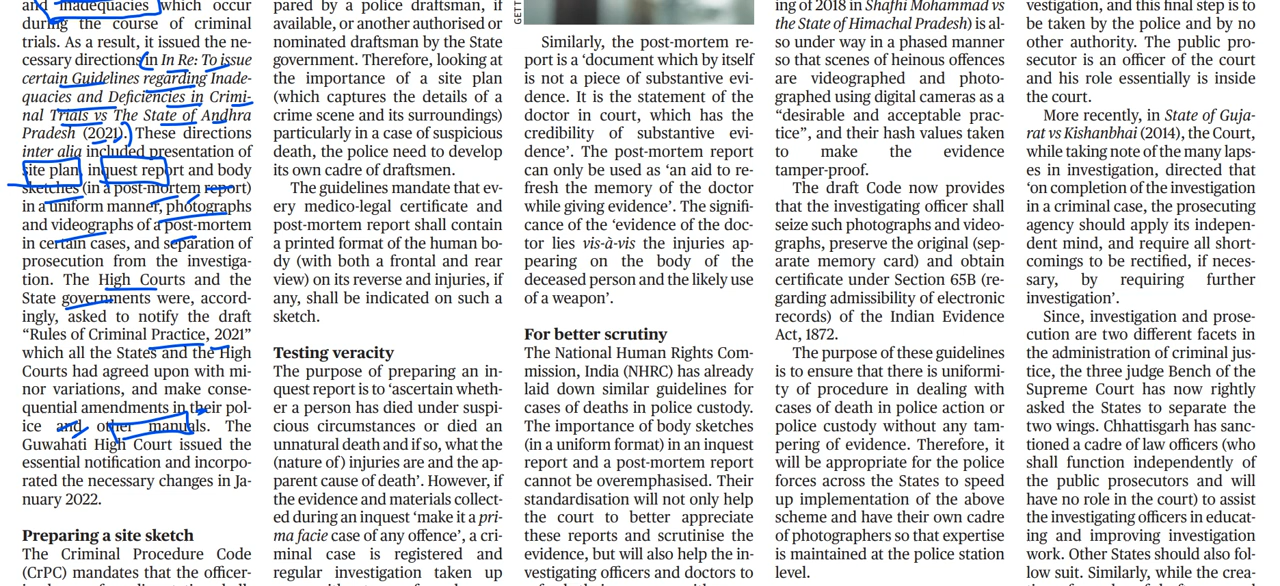 and inadequacies which occur
during the course of criminal
trials. As a result, it issued the ne-
cessary directions in In Re: To issue
certain Guidelines regarding Inade-
quacies and Deficiencies in Crimi-
nal Trials vs The State of Andhra
Pradesh (2021). These directions
inter alia included presentation of
site plan, inquest report and body
sketches (in a post-mortem report)
in a uniform manner, photographs
and videographs of a post-mortem
in certain cases, and separation of
prosecution from the investiga-
tion. The High Courts and the
State governments were, accord-
ingly, asked to notify the draft
“Rules of Criminal Practice, 2021”
which all the States and the High
Courts had agreed upon with mi-
nor variations, and make conse-
quential amendments in their pol-
ice and other manuals. The
Guwahati High Court issued the
essential notification and incorpo-
rated the necessary changes in Ja-
nuary 2022.
Preparing a site sketch
The Criminal Procedure Code
(CrPC) mandates that the officer-
pared by a police draftsman, if
available, or another authorised or
nominated draftsman by the State
government. Therefore, looking at
the importance of a site plan
(which captures the details of a
crime scene and its surroundings)
particularly in a case of suspicious
death, the police need to develop
its own cadre of draftsmen.
The guidelines mandate that ev-
ery medico-legal certificate and
post-mortem report shall contain
a printed format of the human bo-
dy (with both a frontal and rear
view) on its reverse and injuries, if
any, shall be indicated on such a
sketch.
Testing veracity
The purpose of preparing an in-
quest report is to ‘ascertain wheth-
er a person has died under suspi-
cious circumstances or died an
unnatural death and if so, what the
(nature of) injuries are and the ap-
parent cause of death’. However, if
the evidence and materials collect-
ed during an inquest ‘make it a pri-
ma facie case of any offence’, a cri-
minal case is registered and
regular investigation taken up
GETT
Similarly, the post-mortem re-
port is a ‘document which by itself
is not a piece of substantive evi-
dence. It is the statement of the
doctor in court, which has the
credibility of substantive evi-
dence’. The post-mortem report
can only be used as ‘an aid to re-
fresh the memory of the doctor
while giving evidence’. The signifi-
cance of the ‘evidence of the doc-
tor lies vis-à-vis the injuries ap-
pearing on the body of the
deceased person and the likely use
of a weapon’.
For better scrutiny
The National Human Rights Com-
mission, India (NHRC) has already
laid down similar guidelines for
cases of deaths in police custody.
The importance of body sketches
(in a uniform format) in an inquest
report and a post-mortem report
cannot be overemphasised. Their
standardisation will not only help
the court to better appreciate
these reports and scrutinise the
evidence, but will also help the in-
vestigating officers and doctors to
ing of 2018 in Shafhi Mohammad vs
the State of Himachal Pradesh) is al-
so under way in a phased manner
so that scenes of heinous offences
are videographed and photo-
graphed using digital cameras as a
“desirable and acceptable prac-
tice”, and their hash values taken
to make the evidence
tamper-proof.
The draft Code now provides
that the investigating officer shall
seize such photographs and video-
graphs, preserve the original (sep-
arate memory card) and obtain
certificate under Section 65B (re-
garding admissibility of electronic
records) of the Indian Evidence
Act, 1872.
The purpose of these guidelines
is to ensure that there is uniformi-
ty of procedure in dealing with
cases of death in police action or
police custody without any tam-
pering of evidence. Therefore, it
will be appropriate for the police
forces across the States to speed
up implementation of the above
scheme and have their own cadre
of photographers so that expertise
is maintained at the police station
level.
vestigation, and this final step is to
be taken by the police and by no
other authority. The public pro-
secutor is an officer of the court
and his role essentially is inside
the court.
More recently, in State of Guja-
rat vs Kishanbhai (2014), the Court,
while taking note of the many laps-
es in investigation, directed that
‘on completion of the investigation
in a criminal case, the prosecuting
agency should apply its indepen-
dent mind, and require all short-
comings to be rectified, if neces-
sary, by requiring further
investigation’.
Since, investigation and prose-
cution are two different facets in
the administration of criminal jus-
tice, the three judge Bench of the
Supreme Court has now rightly
asked the States to separate the
two wings. Chhattisgarh has sanc-
tioned a cadre of law officers (who
shall function independently of
the public prosecutors and will
have no role in the court) to assist
the investigating officers in educat-
ing and improving investigation
work. Other States should also fol-
low suit. Similarly, while the crea-